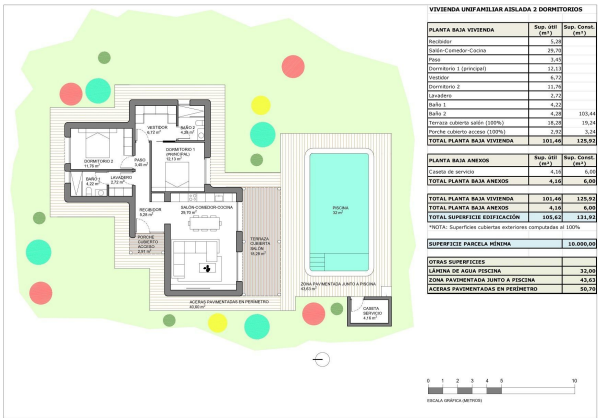 VIVIENDA UNIFAMILIAR AISLADA 2 DORMITORIOS
PLANTA BAJA VIVIENDA Sup. útil (m²) Sup. Const. (m²)
Recibidor 5,28
Salón-Comedor-Cocina 29,70
Paso 3,45
Dormitorio 1 (principal) 12,13
Vestidor 6,72
Dormitorio 2 11,76
Lavadero 2,72
Baño 1 4,22
Baño 2 4,28 103,44
Terraza cubierta salón (100%) 18,28 19,24
Porche cubierto acceso (100%) 2,92 3,24
TOTAL PLANTA BAJA VIVIENDA 101,46 125,92
PLANTA BAJA ANEXOS Sup. útil (m²) Sup. Const. (m²)
Caseta de servicio 4,16 6,00
TOTAL PLANTA BAJA ANEXOS 4,16 6,00
TOTAL PLANTA BAJA VIVIENDA 101,46 125,92
TOTAL PLANTA BAJA ANEXOS 4,16 6,00
TOTAL SUPERFICIE EDIFICACIÓN 105,62 131,92
*NOTA: Superficies cubiertas exteriores computadas al 100%
SUPERFICIE PARCELA MÍNIMA 10.000,00
OTRAS SUPERFICIES
LÁMINA DE AGUA PISCINA 32,00
ZONA PAVIMENTADA JUNTO A PISCINA 43,63
ACERAS PAVIMENTADAS EN PERÍMETRO 50,70
VESTIDOR
6,72 m²
BAÑO 2
4,28 m²
DORMITORIO 2
11,76 m²
PASO
3,45 m²
DORMITORIO 1
(PRINCIPAL)
12,13 m²
BAÑO 1
4,22 m²
LAVADERO
2,72 m²
RECIBIDOR
5,28 m²
SALÓN-COMEDOR-COCINA
29,70 m²
PISCINA
32 m²
PORCHE
CUBIERTO
ACCESO
2,91 m²
TERRAZA
CUBIERTA
SALÓN
18,28 m²
ZONA PAVIMENTADA JUNTO A PISCINA
43,63 m²
ACERAS PAVIMENTADAS EN PERÍMETRO
CASETA
SERVICIO
4,16 m²
0 1 2 3 4 5 10
ESCALA GRÁFICA (METROS)